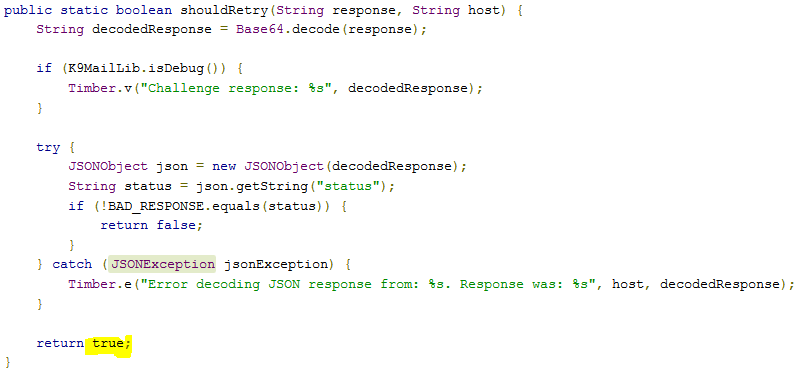 public static boolean shouldRetry(String response, String host) {
    String decodedResponse = Base64.decode(response);

    if (K9MailLib.isDebug()) {
        Timber.v("Challenge response: %s", decodedResponse);
    }

    try {
        JSONObject json = new JSONObject(decodedResponse);
        String status = json.getString("status");
        if (!BAD_RESPONSE.equals(status)) {
            return false;
        }
    } catch (JSONException jsonException) {
        Timber.e("Error decoding JSON response from: %s. Response was: %s", host, decodedResponse);
    }

    return true;
}